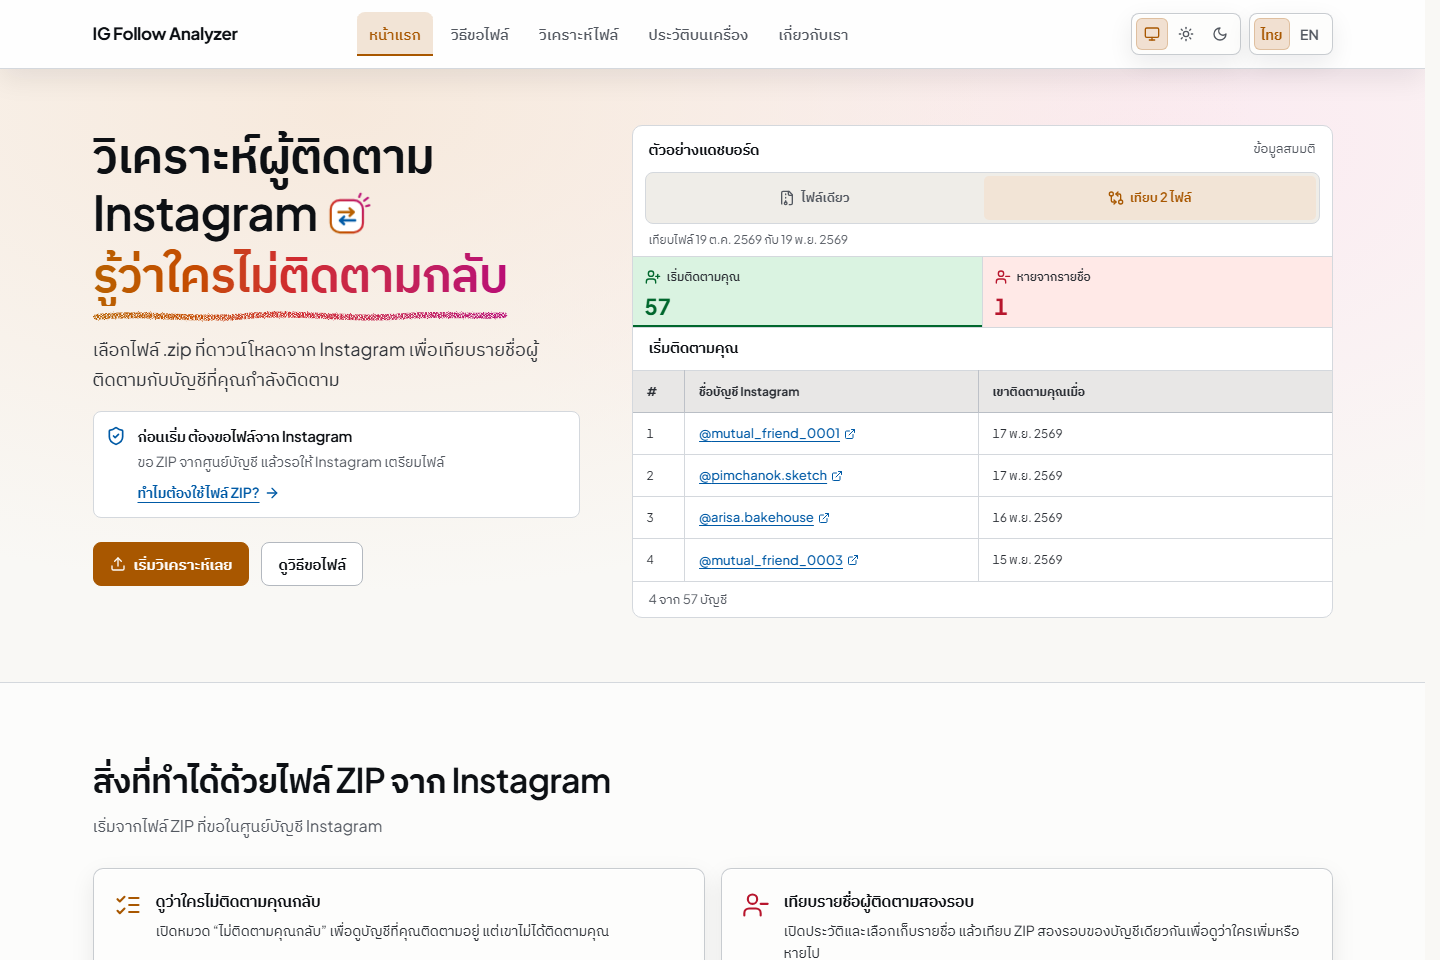 IG Follow Analyzer
หน้าแรก
วิธีขอไฟล์
วิเคราะห์ไฟล์
ประวัติบนเครื่อง
เกี่ยวกับเรา
ไทย
EN
วิเคราะห์ผู้ติดตาม
Instagram
รู้ว่าใครไม่ติดตามกลับ
เลือกไฟล์ .zip ที่ดาวน์โหลดจาก Instagram เพื่อเทียบรายชื่อผู้
ติดตามกับบัญชีที่คุณกำลังติดตาม
ก่อนเริ่ม ต้องขอไฟล์จาก Instagram
ขอ ZIP จากศูนย์บัญชี แล้วรอให้ Instagram เตรียมไฟล์
ทำไมต้องใช้ไฟล์ ZIP?
เริ่มวิเคราะห์เลย
ดูวิธีขอไฟล์
ตัวอย่างแดชบอร์ด
ข้อมูลสมมติ
ไฟล์เดียว
เทียบ 2 ไฟล์
เทียบไฟล์ 19 ต.ค. 2569 กับ 19 พ.ย. 2569
เริ่มติดตามคุณ
57
หายจากรายชื่อ
1
เริ่มติดตามคุณ
# ชื่อบัญชี Instagram เขาติดตามคุณเมื่อ
1 @mutual_friend_0001 17 พ.ย. 2569
2 @pimchanok.sketch 17 พ.ย. 2569
3 @arisa.bakehouse 16 พ.ย. 2569
4 @mutual_friend_0003 15 พ.ย. 2569
4 จาก 57 บัญชี
สิ่งที่ทำได้ด้วยไฟล์ ZIP จาก Instagram
เริ่มจากไฟล์ ZIP ที่ขอในศูนย์บัญชี Instagram
ดูว่าใครไม่ติดตามคุณกลับ
เปิดหมวด “ไม่ติดตามคุณกลับ” เพื่อดูบัญชีที่คุณติดตามอยู่ แต่เขาไม่ได้ติดตามคุณ
เทียบรายชื่อผู้ติดตามสองรอบ
เปิดประวัติและเลือกเก็บรายชื่อ แล้วเทียบ ZIP สองรอบของบัญชีเดียวกันเพื่อดูว่าใครเพิ่มหรือ
หายไป